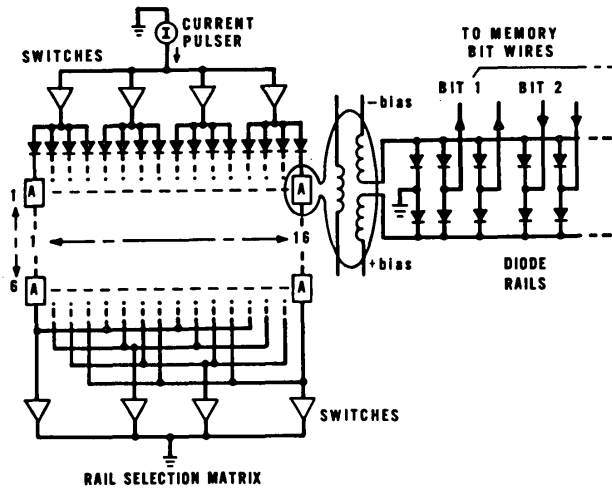 I
CURRENT
PULSER
SWITCHES
TO MEMORY
BIT WIRES
BIT 1
BIT 2
—bias
1
A
A
1
16
6
A
A
+bias
DIODE
RAILS
SWITCHES
RAIL SELECTION MATRIX